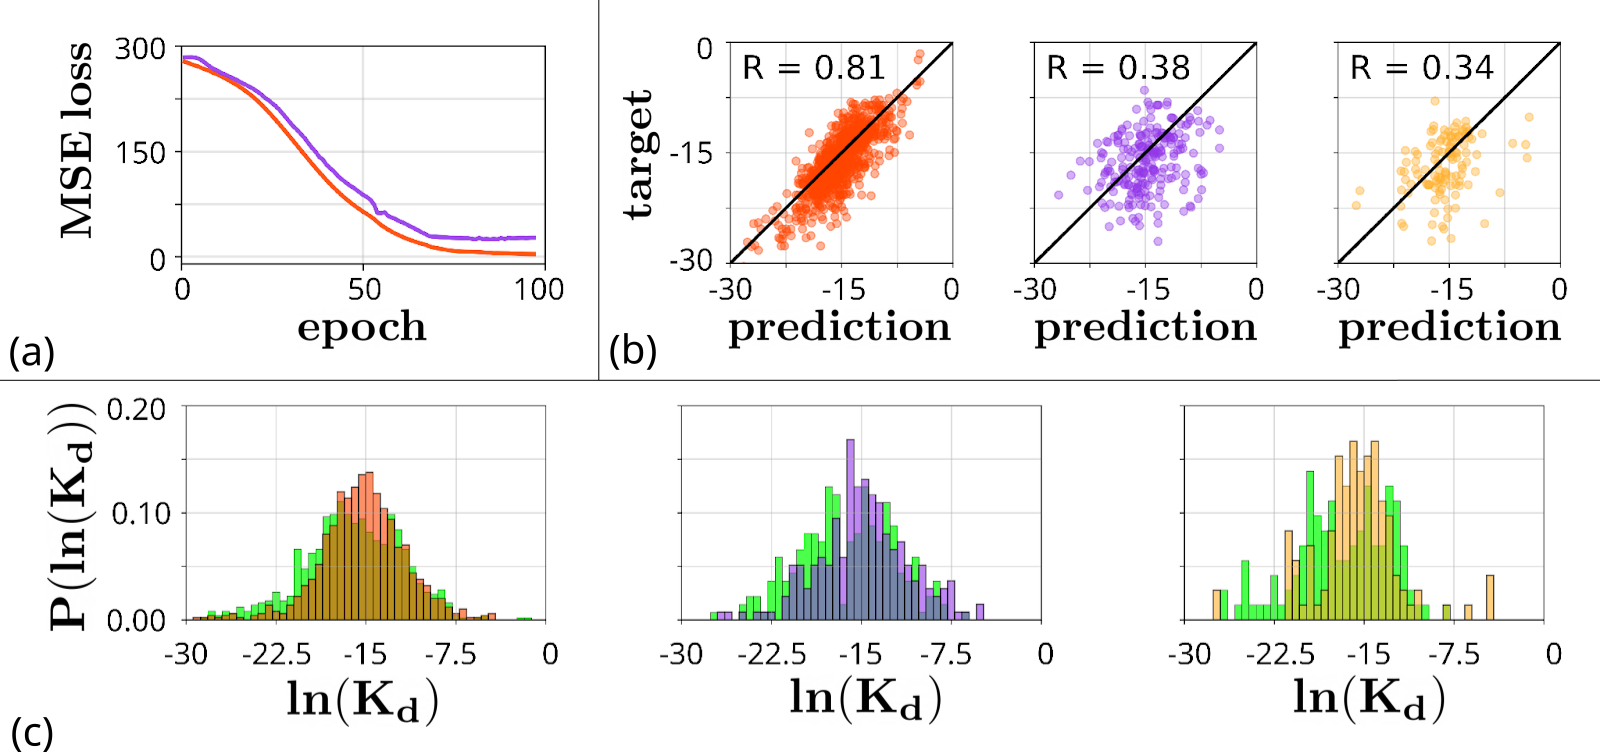 MSE loss
300
150
0
0 50 100
epoch
(a)
target
0
-15
-30
R = 0.81
R = 0.38
R = 0.34
-30 -15 0
-30 -15 0
-30 -15 0
prediction
prediction
prediction
(b)
P(ln(K_d))
0.20
0.10
0.00
-30 -22.5 -15 -7.5 0
-30 -22.5 -15 -7.5 0
-30 -22.5 -15 -7.5 0
ln(K_d)
ln(K_d)
ln(K_d)
(c)